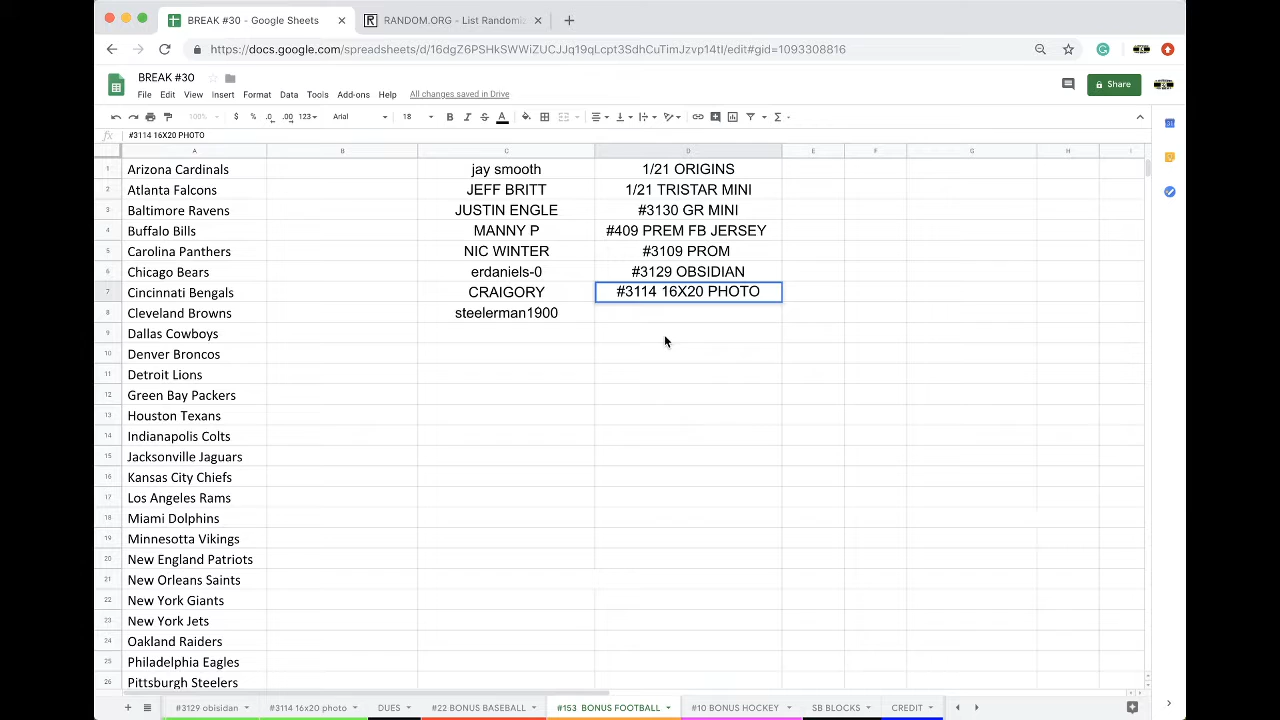 BREAK #30 - Google Sheets
RANDOM.ORG - List Randomi
https://docs.google.com/spreadsheets/d/16dgZ6PSHkSWWiZUCJJq19qLcpt3SdhCuTimJzvp14tI/edit#gid=1093308816
BREAK #30
File Edit View Insert Format Data Tools Add-ons Help All changes saved in Drive
Share
100% $ % .0 .00 123 Arial 18 B I S A
fx #3114 16X20 PHOTO
A B C D E F G H I
1 Arizona Cardinals jay smooth 1/21 ORIGINS
2 Atlanta Falcons JEFF BRITT 1/21 TRISTAR MINI
3 Baltimore Ravens JUSTIN ENGLE #3130 GR MINI
4 Buffalo Bills MANNY P #409 PREM FB JERSEY
5 Carolina Panthers NIC WINTER #3109 PROM
6 Chicago Bears erdaniels-0 #3129 OBSIDIAN
7 Cincinnati Bengals CRAIGORY #3114 16X20 PHOTO
8 Cleveland Browns steelerman1900
9 Dallas Cowboys
10 Denver Broncos
11 Detroit Lions
12 Green Bay Packers
13 Houston Texans
14 Indianapolis Colts
15 Jacksonville Jaguars
16 Kansas City Chiefs
17 Los Angeles Rams
18 Miami Dolphins
19 Minnesotta Vikings
20 New England Patriots
21 New Orleans Saints
22 New York Giants
23 New York Jets
24 Oakland Raiders
25 Philadelphia Eagles
26 Pittsburgh Steelers
#3129 obisidan #3114 16x20 photo DUES #22 BONUS BASEBALL #153 BONUS FOOTBALL #10 BONUS HOCKEY SB BLOCKS CREDIT